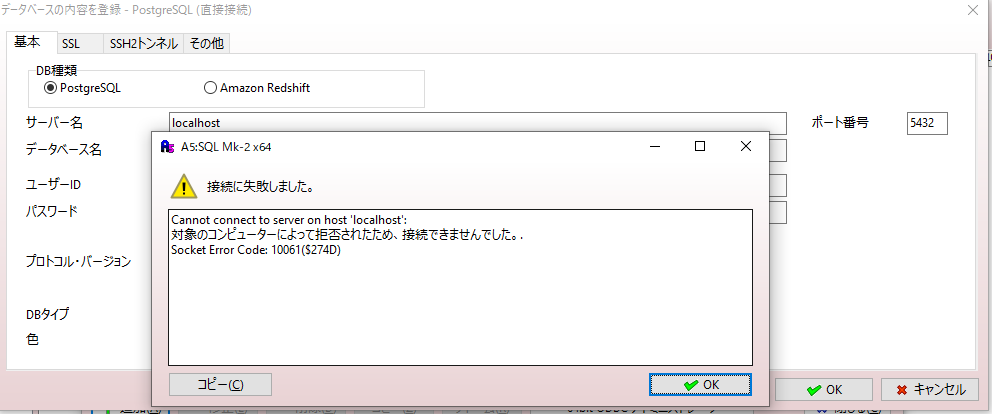 データベースの内容を登録 - PostgreSQL (直接接続)
基本
SSL
SSH2トンネル
その他
DB種類
PostgreSQL
Amazon Redshift
サーバー名
localhost
ポート番号
5432
データベース名
ユーザーID
パスワード
プロトコル・バージョン
DBタイプ
色
A5:SQL Mk-2 x64
接続に失敗しました。
Cannot connect to server on host 'localhost':
対象のコンピューターによって拒否されたため、接続できませんでした。.
Socket Error Code: 10061($274D)
コピー(C)
OK
OK
キャンセル